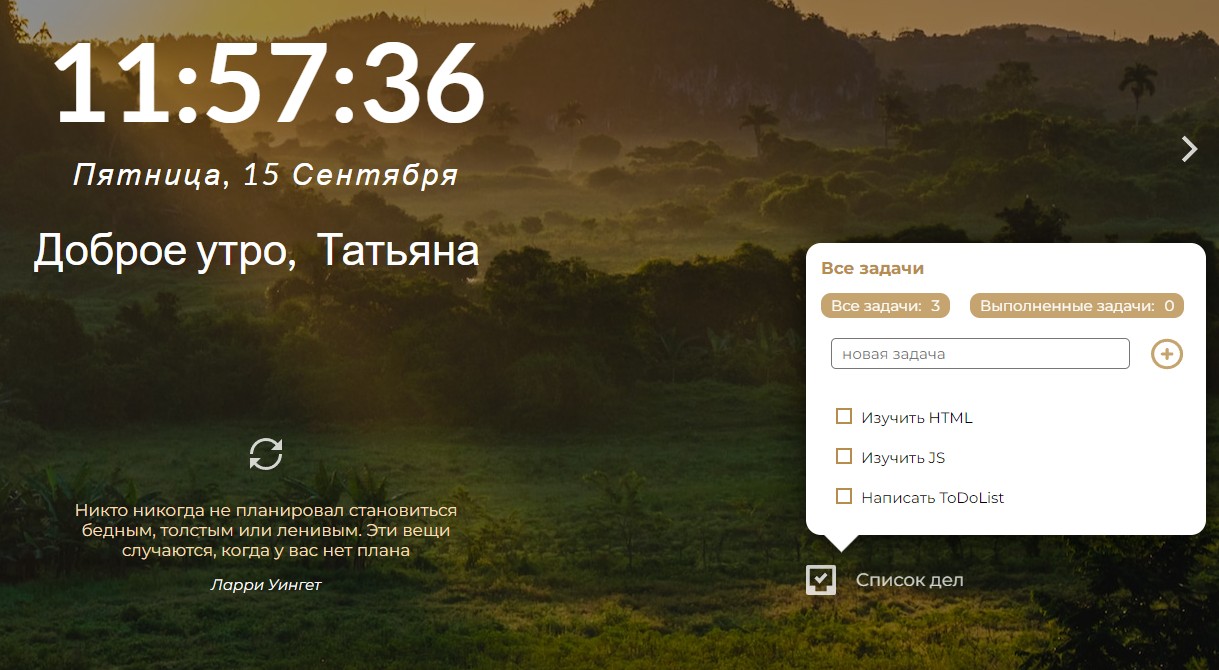 11:57:36
Пятница, 15 Сентября
Доброе утро, Татьяна
Никто никогда не планировал становиться
бедным, толстым или ленивым. Эти вещи
случаются, когда у вас нет плана
Ларри Уингет
Все задачи
Все задачи: 3 Выполненные задачи: 0
новая задача
Изучить HTML
Изучить JS
Написать ToDoList
Список дел